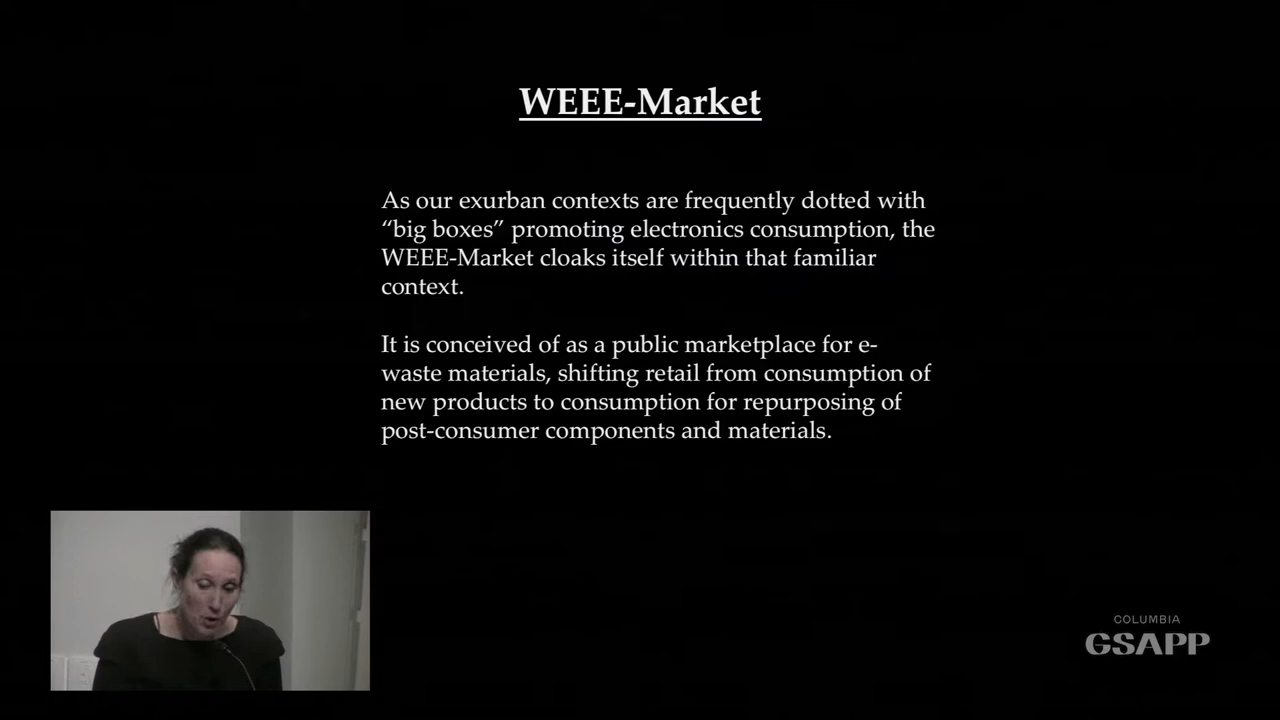 WEEE-Market
As our exurban contexts are frequently dotted with
“big boxes” promoting electronics consumption, the
WEEE-Market cloaks itself within that familiar
context.
It is conceived of as a public marketplace for e-
waste materials, shifting retail from consumption of
new products to consumption for repurposing of
post-consumer components and materials.
COLUMBIA
GSAPP